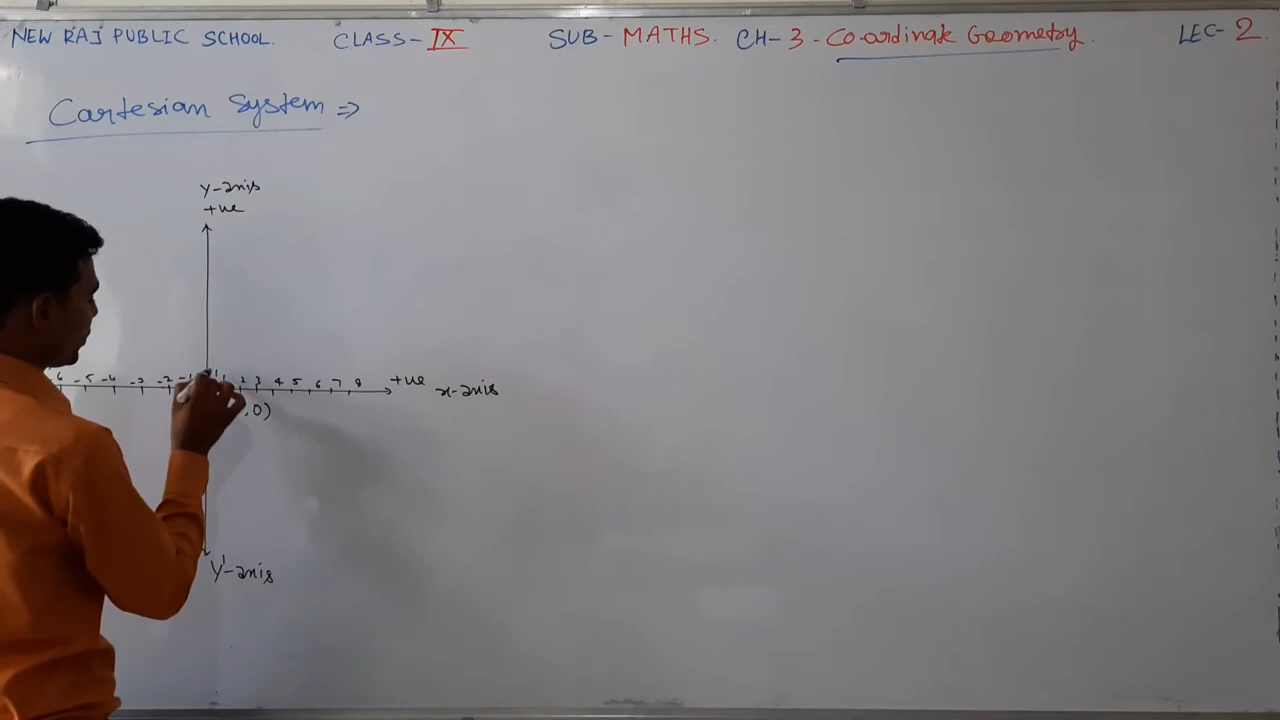 NEW RAJ PUBLIC SCHOOL. CLASS-IX SUB-MATHS. CH-3-Co-ordinate Geometry. LEC-2.
Cartesian System ⇒
Y-axis
+ve
6 -5 -4 -3 -2 -1 1 2 3 4 5 6 7 8 +ve x-axis
,0)
Y'-axis